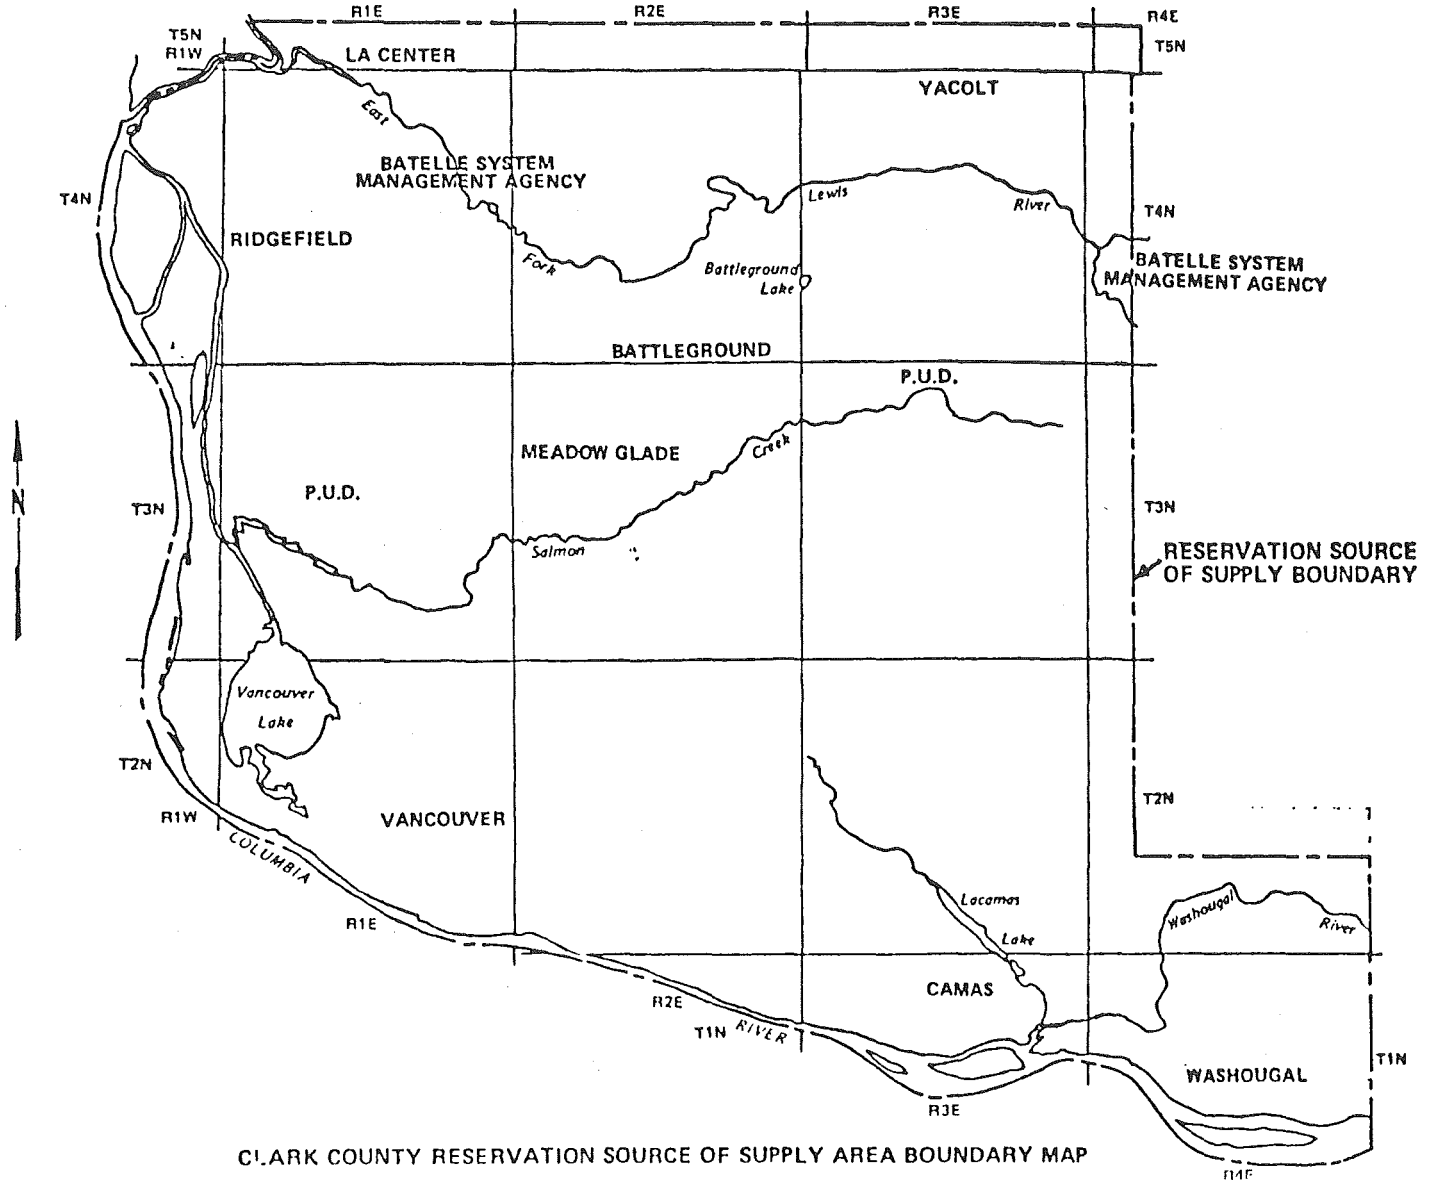 R1E
R2E
R3E
R4E
T5N
R1W
T5N
LA CENTER
YACOLT
East
BATELLE SYSTEM
MANAGEMENT AGENCY
T4N
Lewis
River
T4N
RIDGEFIELD
Fork
Battleground
Lake
BATELLE SYSTEM
MANAGEMENT AGENCY
BATTLEGROUND
P.U.D.
MEADOW GLADE
Creek
P.U.D.
N
T3N
T3N
Salmon
RESERVATION SOURCE
OF SUPPLY BOUNDARY
Vancouver
Lake
T2N
T2N
R1W
VANCOUVER
COLUMBIA
R1E
Lacamas
Lake
Washougal
River
CAMAS
R2E
T1N
RIVER
T1N
WASHOUGAL
R3E
CLARK COUNTY RESERVATION SOURCE OF SUPPLY AREA BOUNDARY MAP
R4E